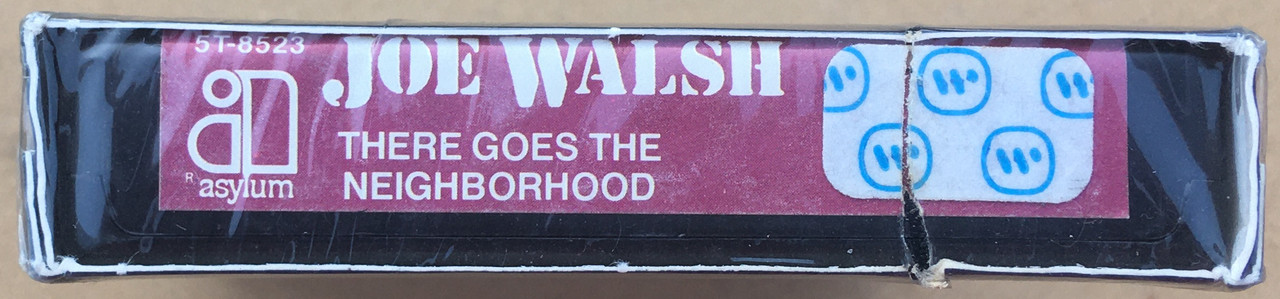 5T-8523
JOE WALSH
THERE GOES THE
NEIGHBORHOOD
R asylum
W W W
W W